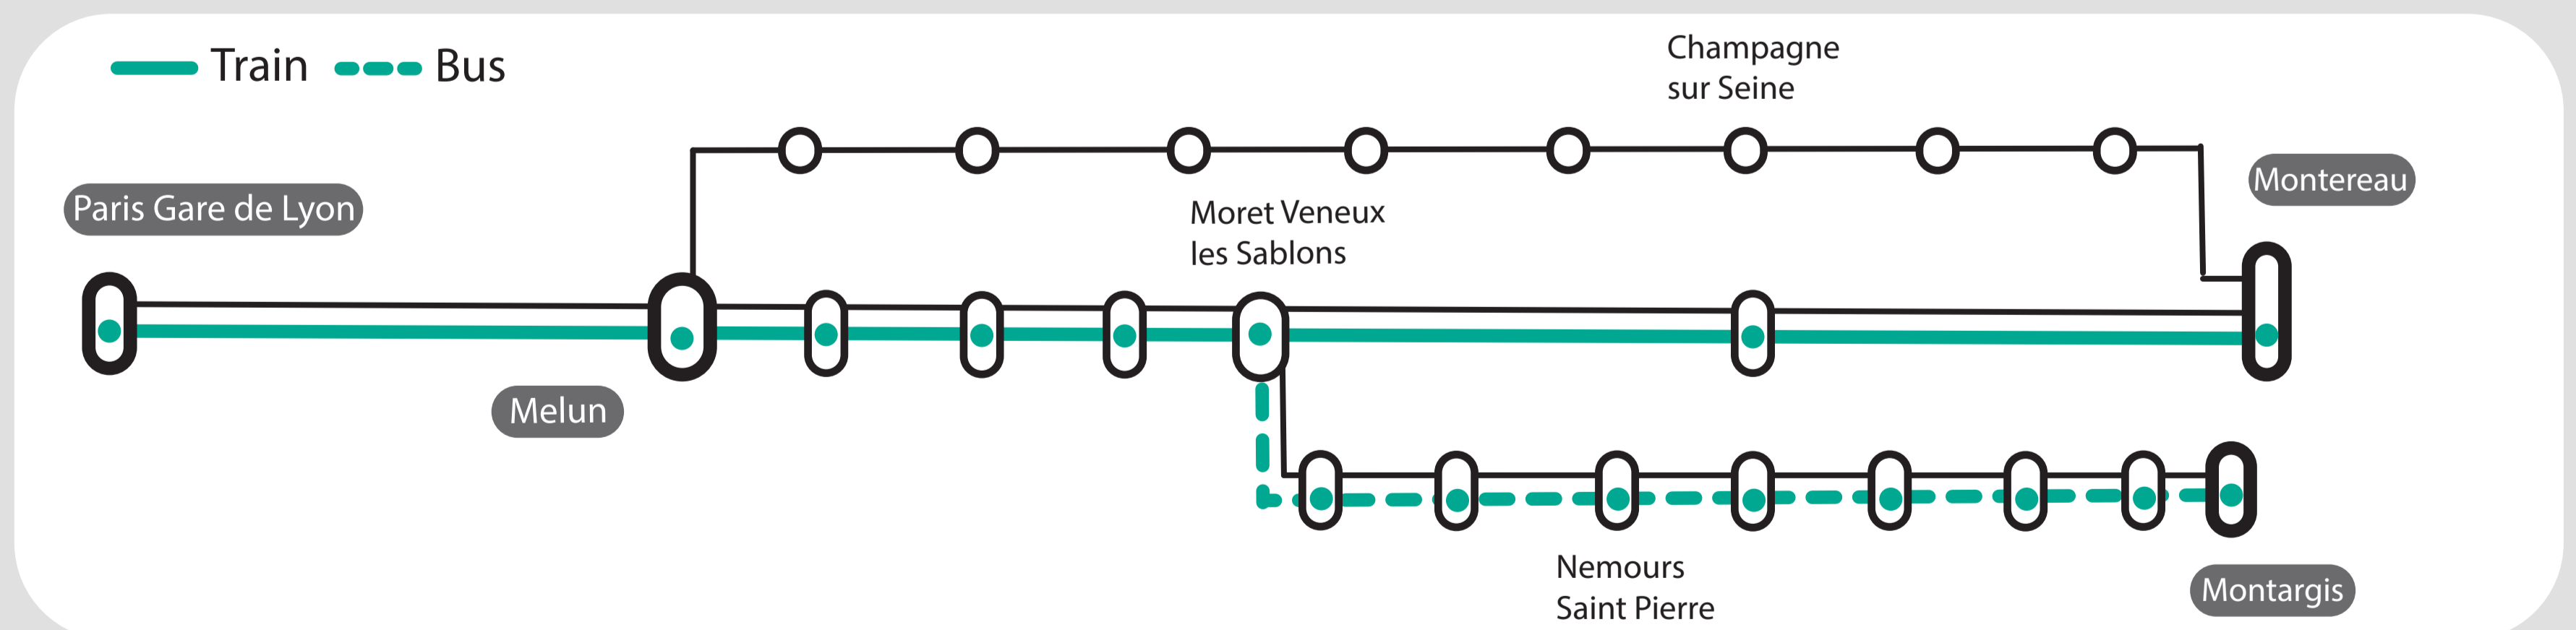 Train
Bus
Champagne
sur Seine
Montereau
Paris Gare de Lyon
Moret Veneux
les Sablons
Melun
Nemours
Saint Pierre
Montargis